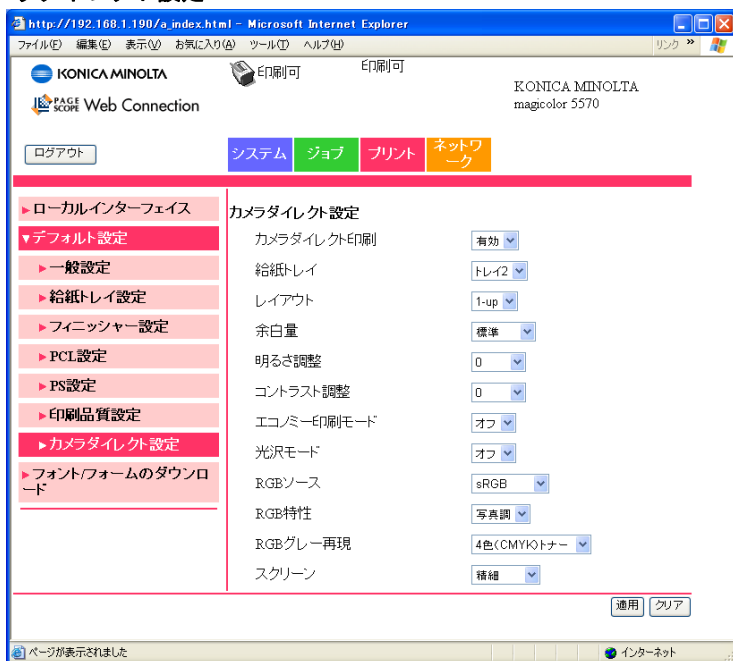 http://192.168.1.190/a_index.html - Microsoft Internet Explorer
ファイル(F) 編集(E) 表示(V) お気に入り(A) ツール(T) ヘルプ(H) リンク »
KONICA MINOLTA
印刷可
印刷可
KONICA MINOLTA
magicolor 5570
PAGE SCOPE Web Connection
ログアウト
システム ジョブ プリント ネットワーク
ローカルインターフェイス
デフォルト設定
一般設定
給紙トレイ設定
フィニッシャー設定
PCL設定
PS設定
印刷品質設定
カメラダイレクト設定
フォント/フォームのダウンロード
カメラダイレクト設定
カメラダイレクト印刷 有効
給紙トレイ トレイ2
レイアウト 1-up
余白量 標準
明るさ調整 0
コントラスト調整 0
エコノミー印刷モード オフ
光沢モード オフ
RGBソース sRGB
RGB特性 写真調
RGBグレー再現 4色(CMYK)トナー
スクリーン 精細
適用 クリア
ページが表示されました インターネット